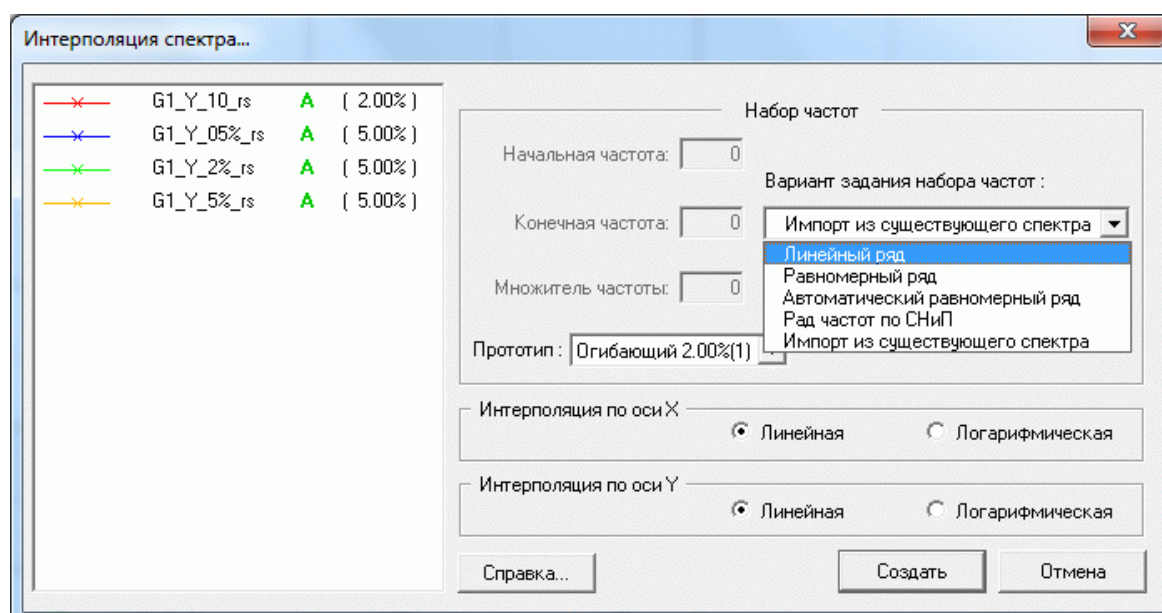 Интерполяция спектра...
G1_Y_10_rs A ( 2.00% )
G1_Y_05%_rs A ( 5.00% )
G1_Y_2%_rs A ( 5.00% )
G1_Y_5%_rs A ( 5.00% )
Набор частот
Начальная частота: 0
Вариант задания набора частот :
Конечная частота: 0
Импорт из существующего спектра
Линейный ряд
Равномерный ряд
Автоматический равномерный ряд
Рад частот по СНиП
Импорт из существующего спектра
Множитель частоты: 0
Прототип : Огибающий 2.00%(1)
Интерполяция по оси X
Линейная Логарифмическая
Интерполяция по оси Y
Линейная Логарифмическая
Справка... Создать Отмена